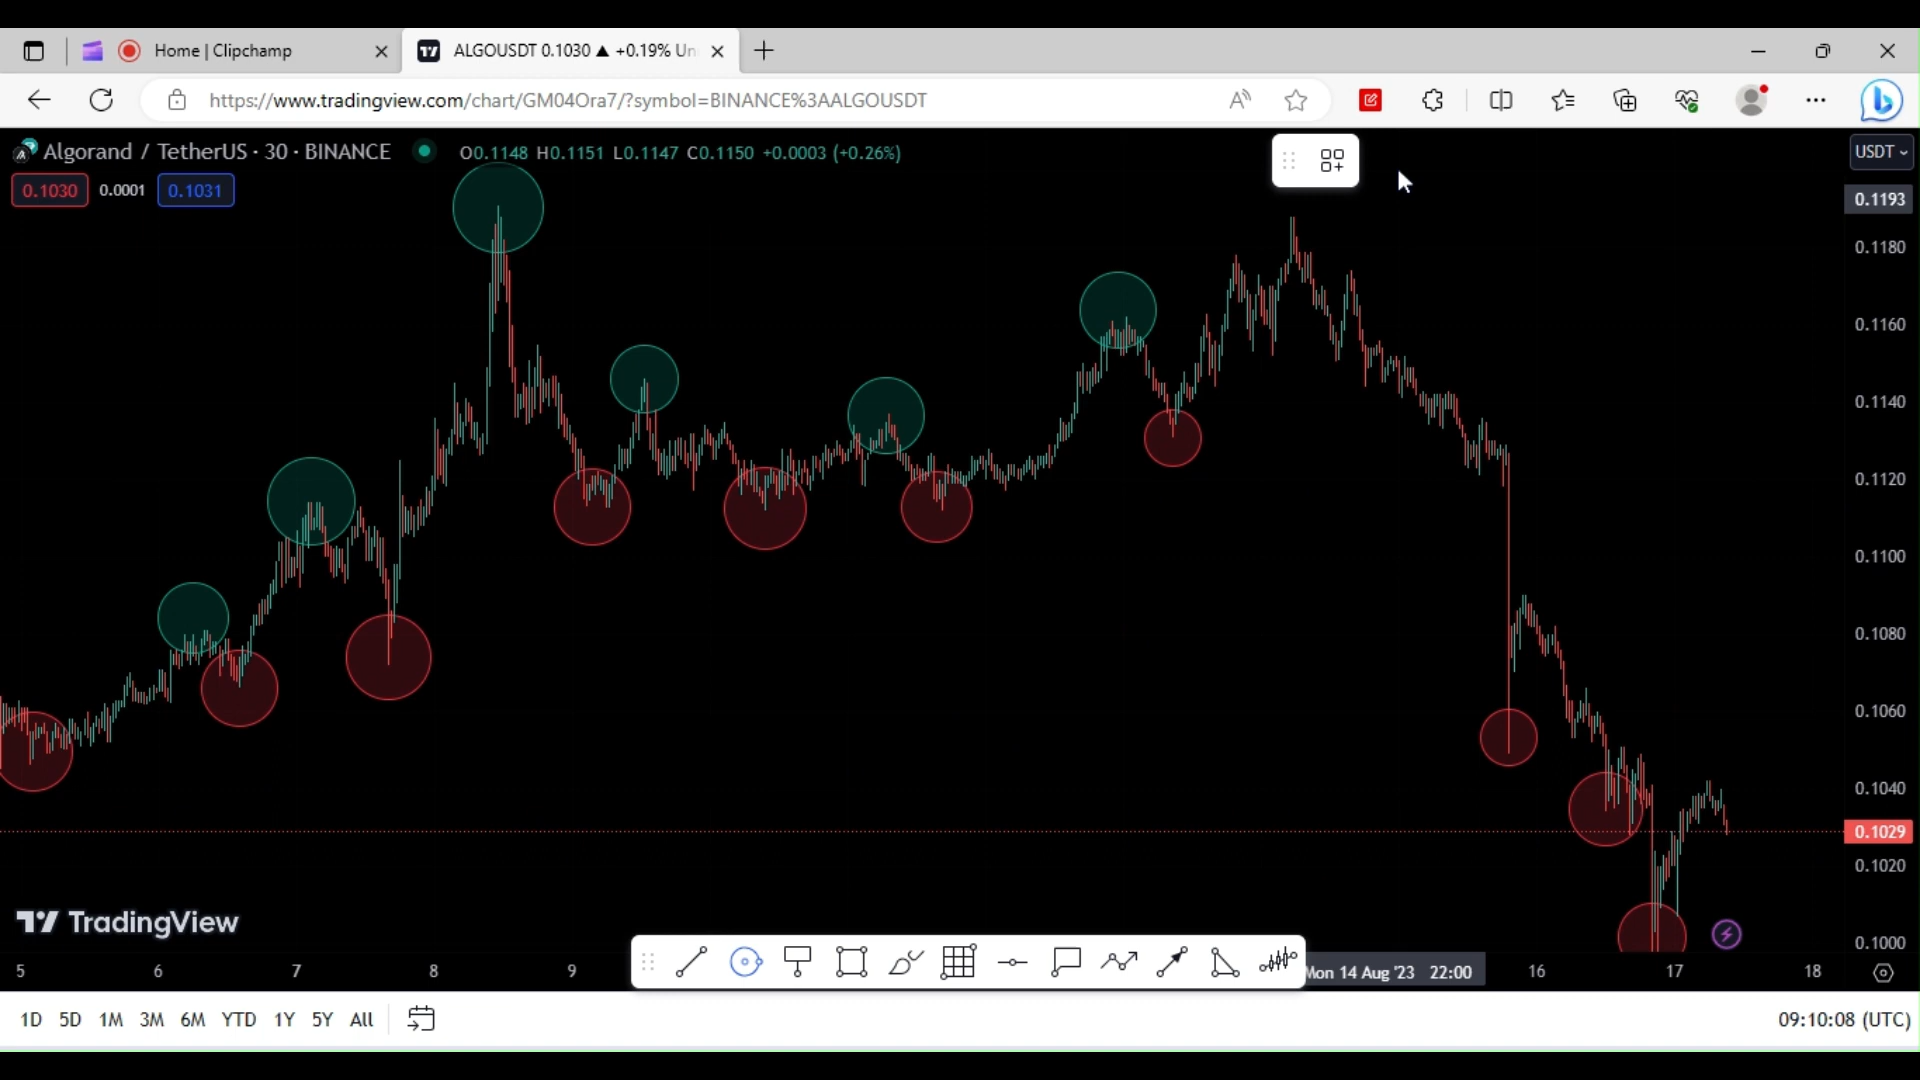 Home | Clipchamp
ALGOUSDT 0.1030 ▲ +0.19% Un
https://www.tradingview.com/chart/GM04Ora7/?symbol=BINANCE%3AALGOUSDT
Algorand / TetherUS · 30 · BINANCE
O0.1148 H0.1151 L0.1147 C0.1150 +0.0003 (+0.26%)
USDT
0.1030 0.0001 0.1031
0.1193
0.1180
0.1160
0.1140
0.1120
0.1100
0.1080
0.1060
0.1040
0.1029
0.1020
0.1000
TradingView
5 6 7 8 9 Mon 14 Aug '23 22:00 16 17 18
1D 5D 1M 3M 6M YTD 1Y 5Y All
09:10:08 (UTC)